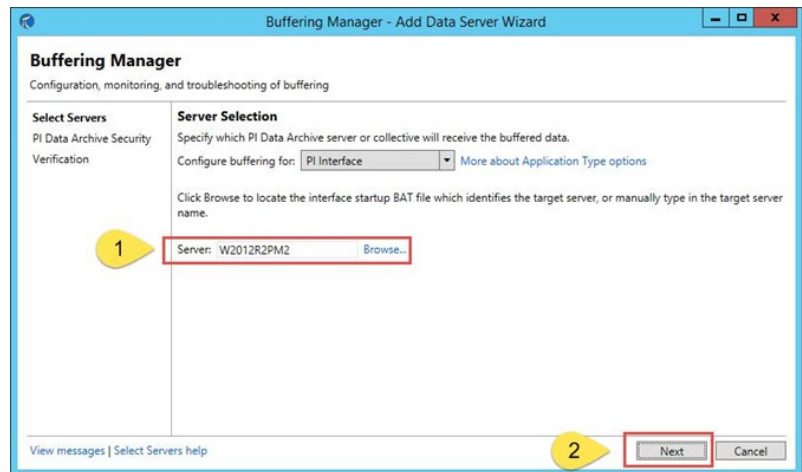 Buffering Manager - Add Data Server Wizard
Buffering Manager
Configuration, monitoring, and troubleshooting of buffering
Select Servers
PI Data Archive Security
Verification
Server Selection
Specify which PI Data Archive server or collective will receive the buffered data.
Configure buffering for: PI Interface More about Application Type options
Click Browse to locate the interface startup BAT file which identifies the target server, or manually type in the target server
name.
1
Server: W2012R2PM2 Browse...
View messages | Select Servers help
2
Next Cancel